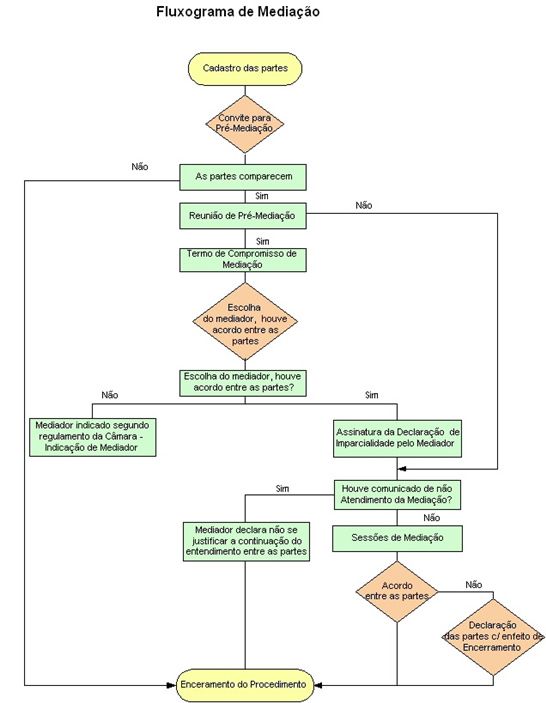 Fluxograma de Mediação
Cadastro das partes
Convite para
Pré-Mediação
Não
As partes comparecem
Sim
Não
Reunião de Pré-Mediação
Sim
Termo de Compromisso de
Mediação
Escolha
do mediador, houve
acordo entre as
partes
Escolha do mediador, houve
acordo entre as partes?
Não
Sim
Mediador indicado segundo
regulamento da Câmara -
Indicação de Mediador
Assinatura da Declaração de
Imparcialidade pelo Mediador
Sim
Houve comunicado de não
Atendimento da Mediação?
Não
Mediador declara não se
justificar a continuação do
entendimento entre as partes
Sessões de Mediação
Acordo
entre as partes
Não
Declaração
das partes c/ enfeito de
Encerramento
Enceramento do Procedimento